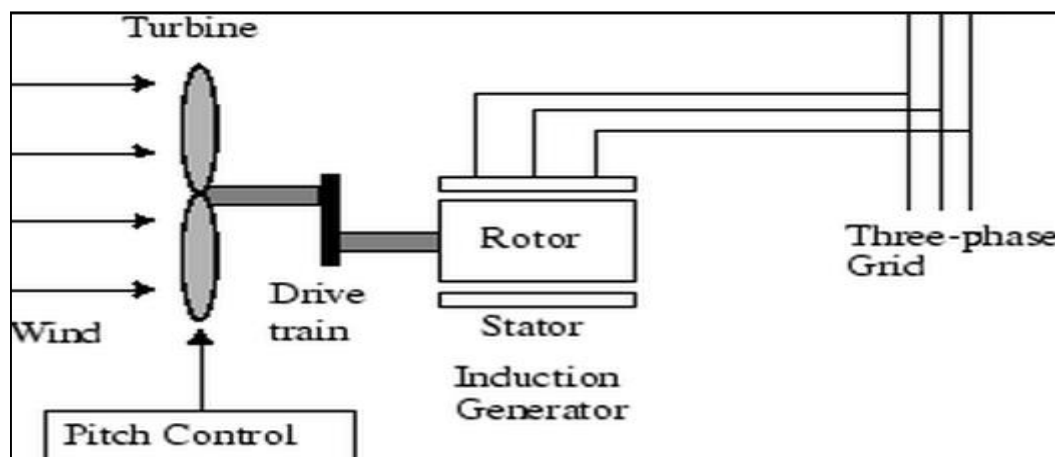 Turbine
Wind
Drive
train
Rotor
Stator
Induction
Generator
Three-phase
Grid
Pitch Control